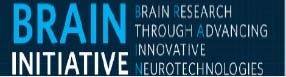 BRAIN
INITIATIVE
BRAIN RESEARCH
THROUGH ADVANCING
INNOVATIVE
NEUROTECHNOLOGIES